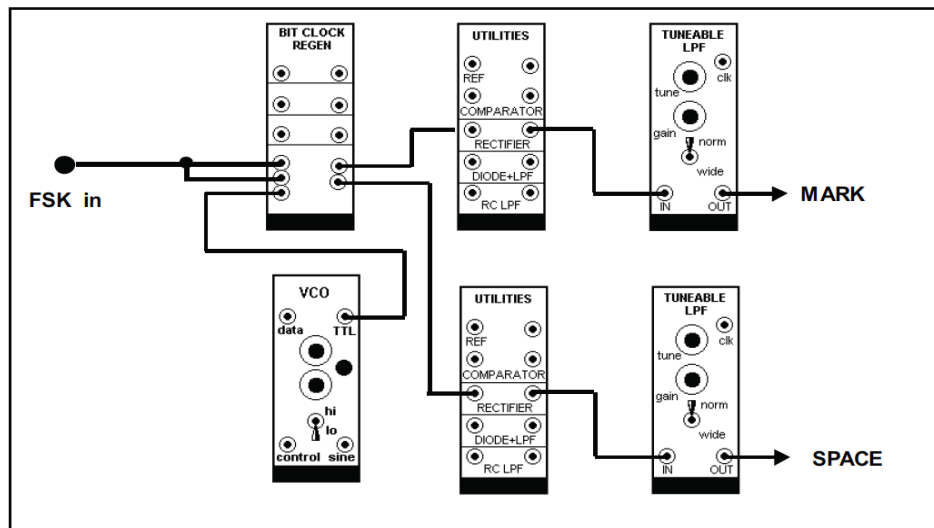 BIT CLOCK
REGEN
UTILITIES
REF
COMPARATOR
RECTIFIER
DIODE+LPF
RC LPF
TUNEABLE
LPF
clk
tune
gain
norm
wide
IN OUT
FSK in
MARK
VCO
data TTL
hi
lo
control sine
UTILITIES
REF
COMPARATOR
RECTIFIER
DIODE+LPF
RC LPF
TUNEABLE
LPF
clk
tune
gain
norm
wide
IN OUT
SPACE